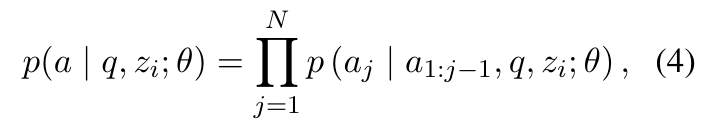 p(a | q, z_i; θ) = ∏_{j=1}^{N} p (a_j | a_{1:j−1}, q, z_i; θ) , (4)